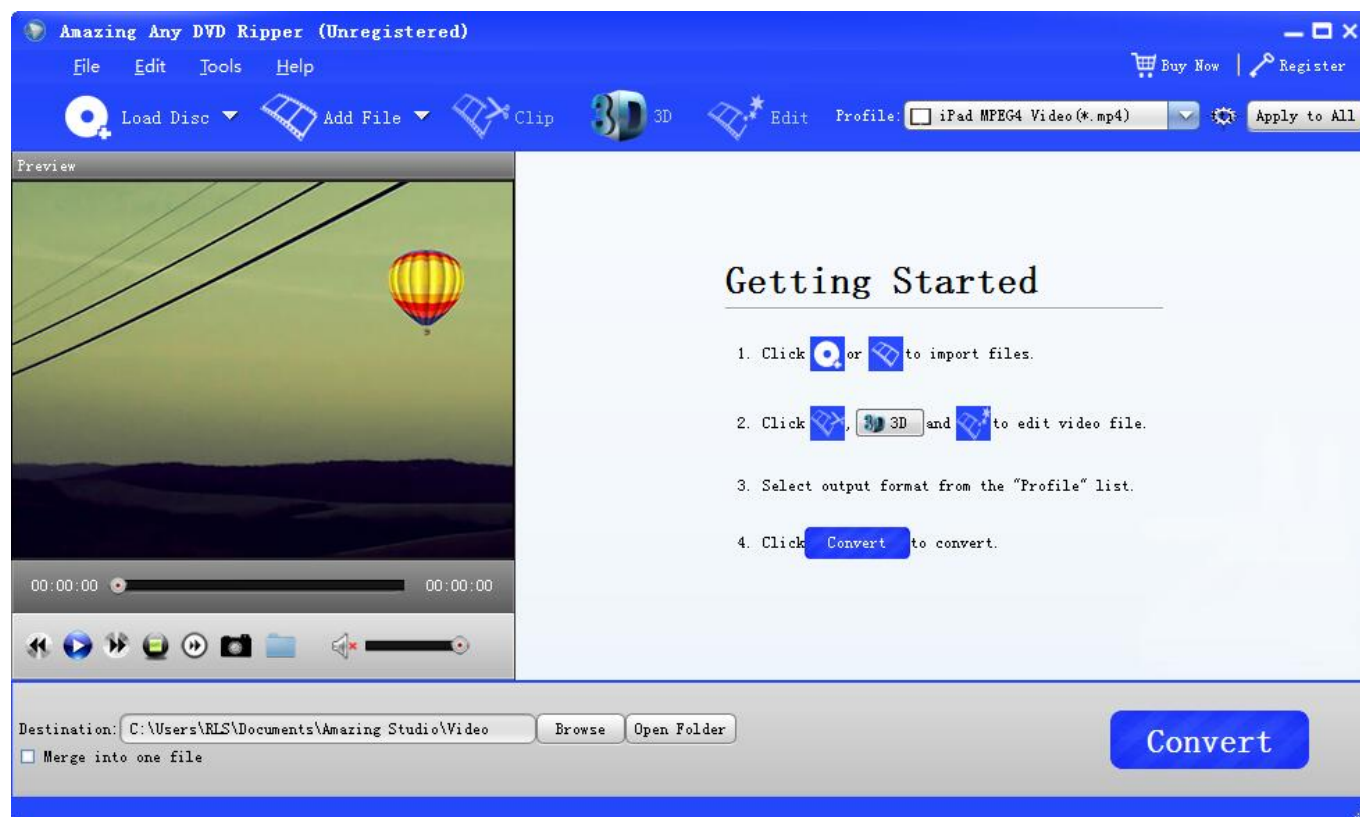 Amazing Any DVD Ripper (Unregistered)
File Edit Tools Help
Buy Now | Register
Load Disc Add File Clip 3D 3D Edit Profile: iPad MPEG4 Video(*.mp4) Apply to All
Preview
Getting Started
1. Click or to import files.
2. Click , 3D 3D and to edit video file.
3. Select output format from the "Profile" list.
4. Click Convert to convert.
00:00:00 00:00:00
Destination: C:\Users\RLS\Documents\Amazing Studio\Video Browse Open Folder
Merge into one file
Convert